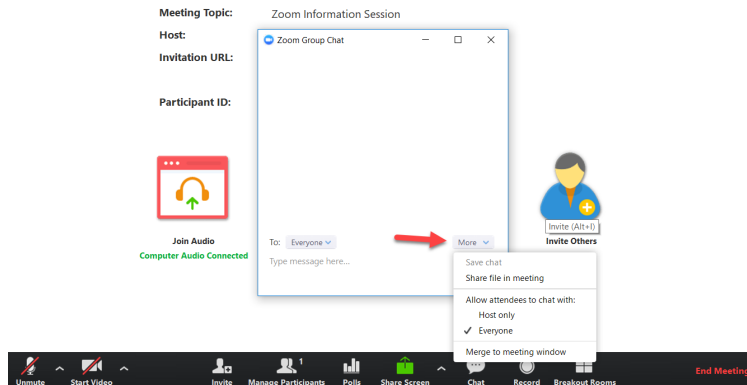 Meeting Topic: Zoom Information Session
Host:
Invitation URL:
Participant ID:
Zoom Group Chat
To: Everyone More
Type message here...
Save chat
Share file in meeting
Allow attendees to chat with:
Host only
Everyone
Merge to meeting window
Join Audio
Computer Audio Connected
Invite (Alt+I)
Invite Others
1
Unmute Start Video Invite Manage Participants Polls Share Screen Chat Record Breakout Rooms End Meeting